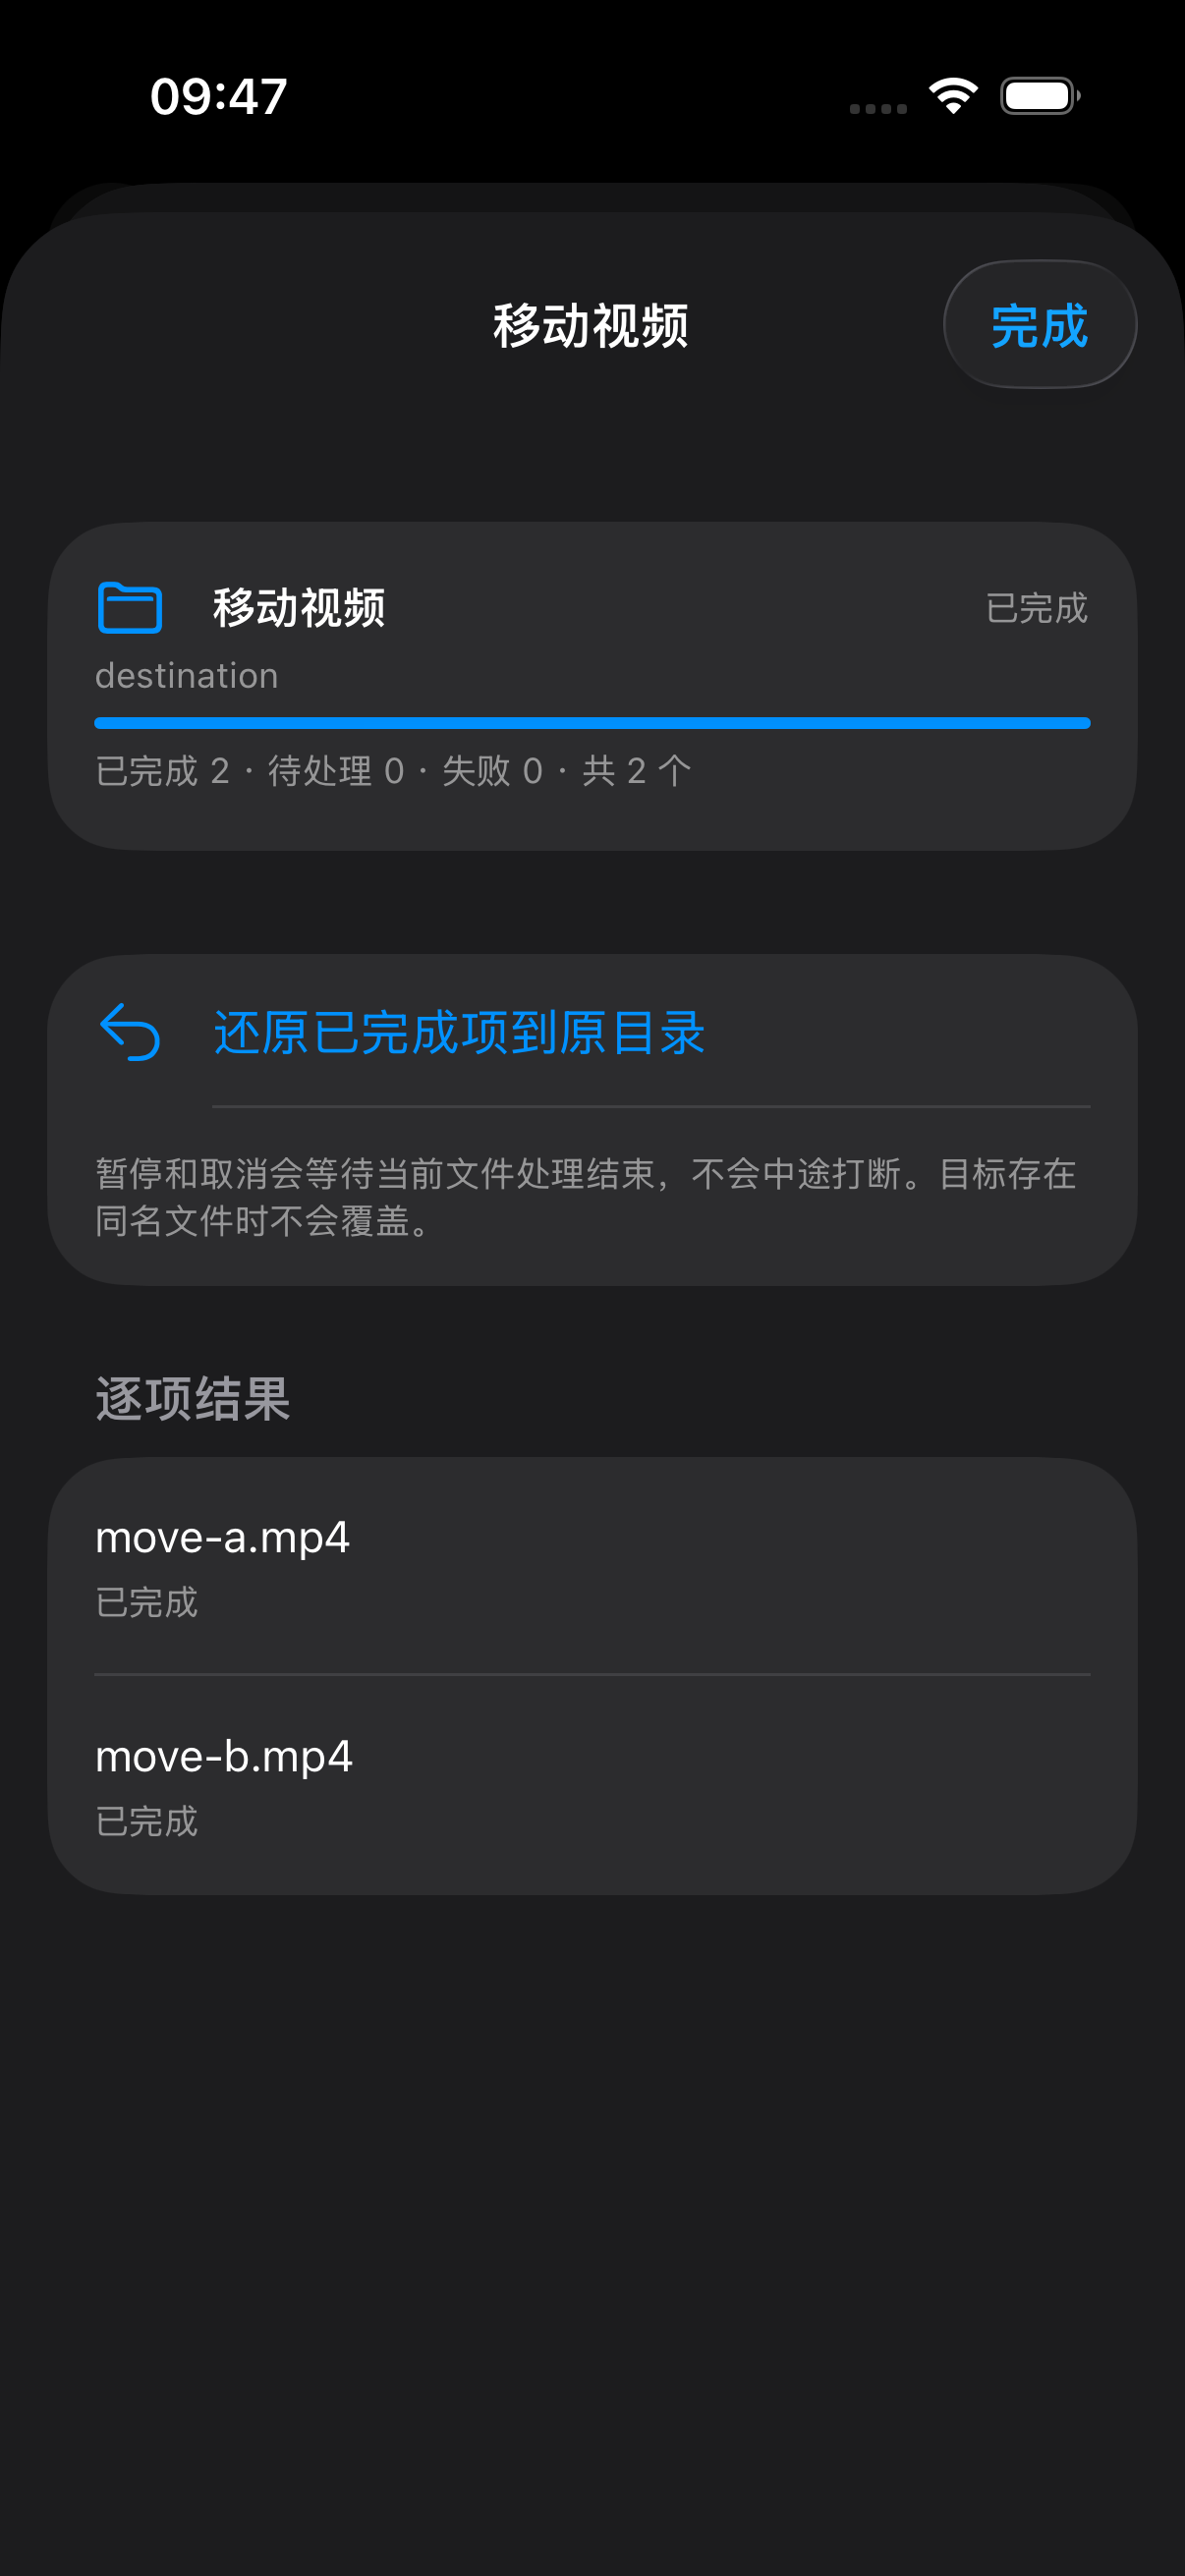 09:47
移动视频
完成
移动视频
已完成
destination
已完成 2 · 待处理 0 · 失败 0 · 共 2 个
还原已完成项到原目录
暂停和取消会等待当前文件处理结束，不会中途打断。目标存在
同名文件时不会覆盖。
逐项结果
move-a.mp4
已完成
move-b.mp4
已完成